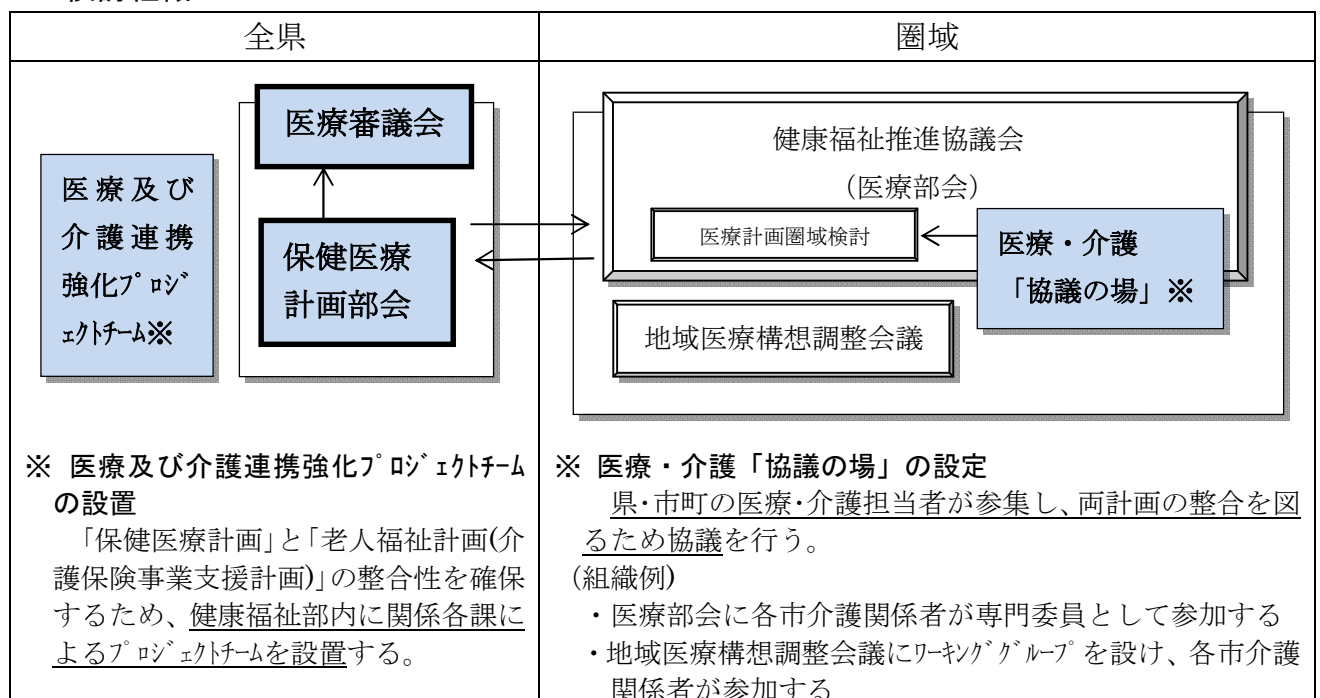 全県
圏域
医療審議会
医療及び
介護連携
強化ﾌﾟﾛｼﾞ
ｪｸﾄﾁｰﾑ※
保健医療
計画部会
健康福祉推進協議会
（医療部会）
医療計画圏域検討
医療・介護
「協議の場」※
地域医療構想調整会議
※ 医療及び介護連携強化ﾌﾟﾛｼﾞｪｸﾄﾁｰﾑ
の設置
「保健医療計画」と「老人福祉計画(介
護保険事業支援計画)」の整合性を確保
するため、健康福祉部内に関係各課に
よるﾌﾟﾛｼﾞｪｸﾄﾁｰﾑを設置する。
※ 医療・介護「協議の場」の設定
県・市町の医療・介護担当者が参集し、両計画の整合を図
るため協議を行う。
(組織例)
・医療部会に各市介護関係者が専門委員として参加する
・地域医療構想調整会議にﾜｰｷﾝｸﾞｸﾞﾙｰﾌﾟを設け、各市介護
関係者が参加する